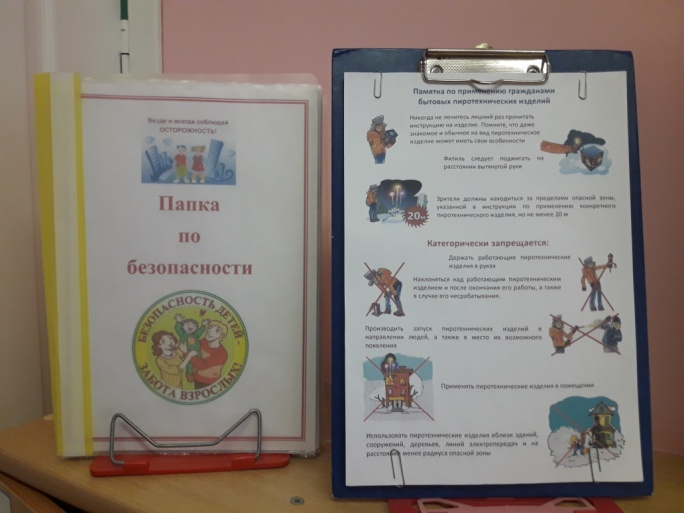 Везде и всегда соблюдай
ОСТОРОЖНОСТЬ!
Папка
по
безопасности
БЕЗОПАСНОСТЬ ДЕТЕЙ -
ЗАБОТА ВЗРОСЛЫХ!
Памятка по применению гражданами
бытовых пиротехнических изделий
Никогда не ленитесь лишний раз прочитать
инструкцию на изделие. Помните, что даже
знакомое и обычное на вид пиротехническое
изделие может иметь свои особенности
Фитиль следует поджигать на
расстоянии вытянутой руки
Зрители должны находиться за пределами опасной зоны,
указанной в инструкции по применению конкретного
пиротехнического изделия, но не менее 20 м
20м
Категорически запрещается:
Держать работающие пиротехнические
изделия в руках
Наклоняться над работающим пиротехническим
изделием и после окончания его работы, а также
в случае его несрабатывания.
Производить запуск пиротехнических изделий в
направлении людей, а также в место их возможного
появления
Применять пиротехнические изделия в помещении
Использовать пиротехнические изделия вблизи зданий,
сооружений, деревьев, линий электропередач и на
расстоянии менее радиуса опасной зоны